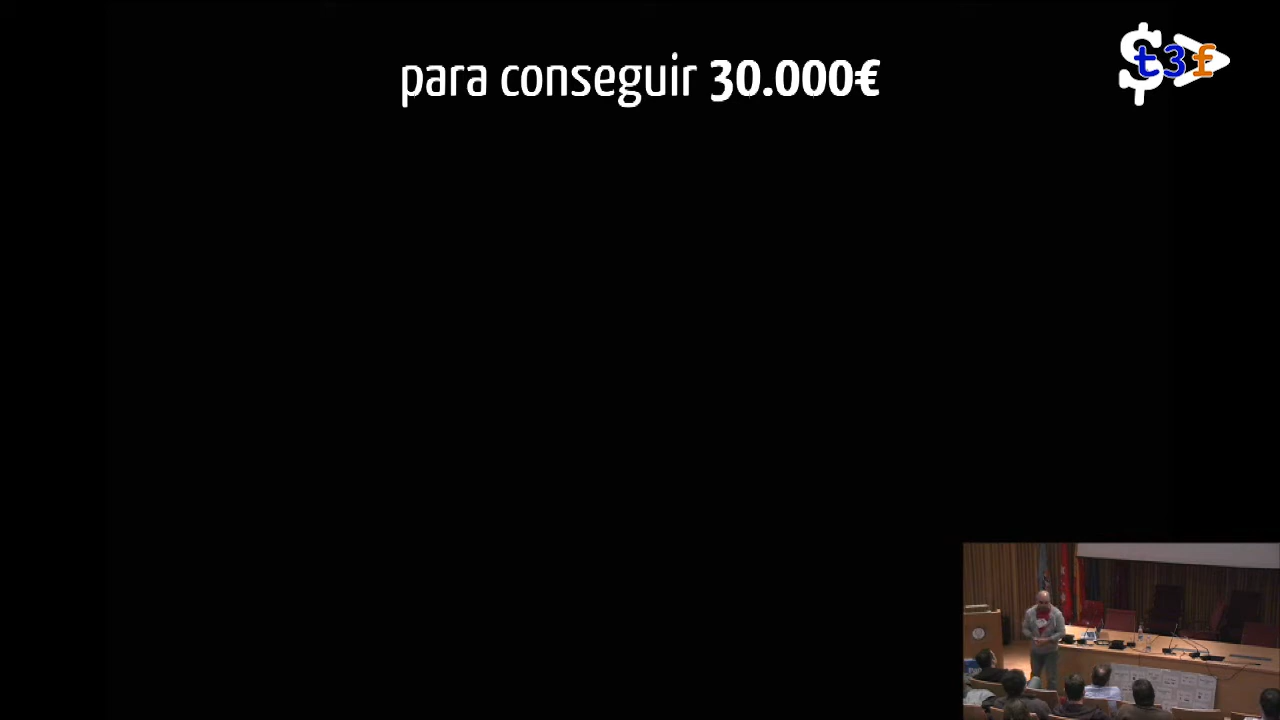 para conseguir 30.000€
$t3f